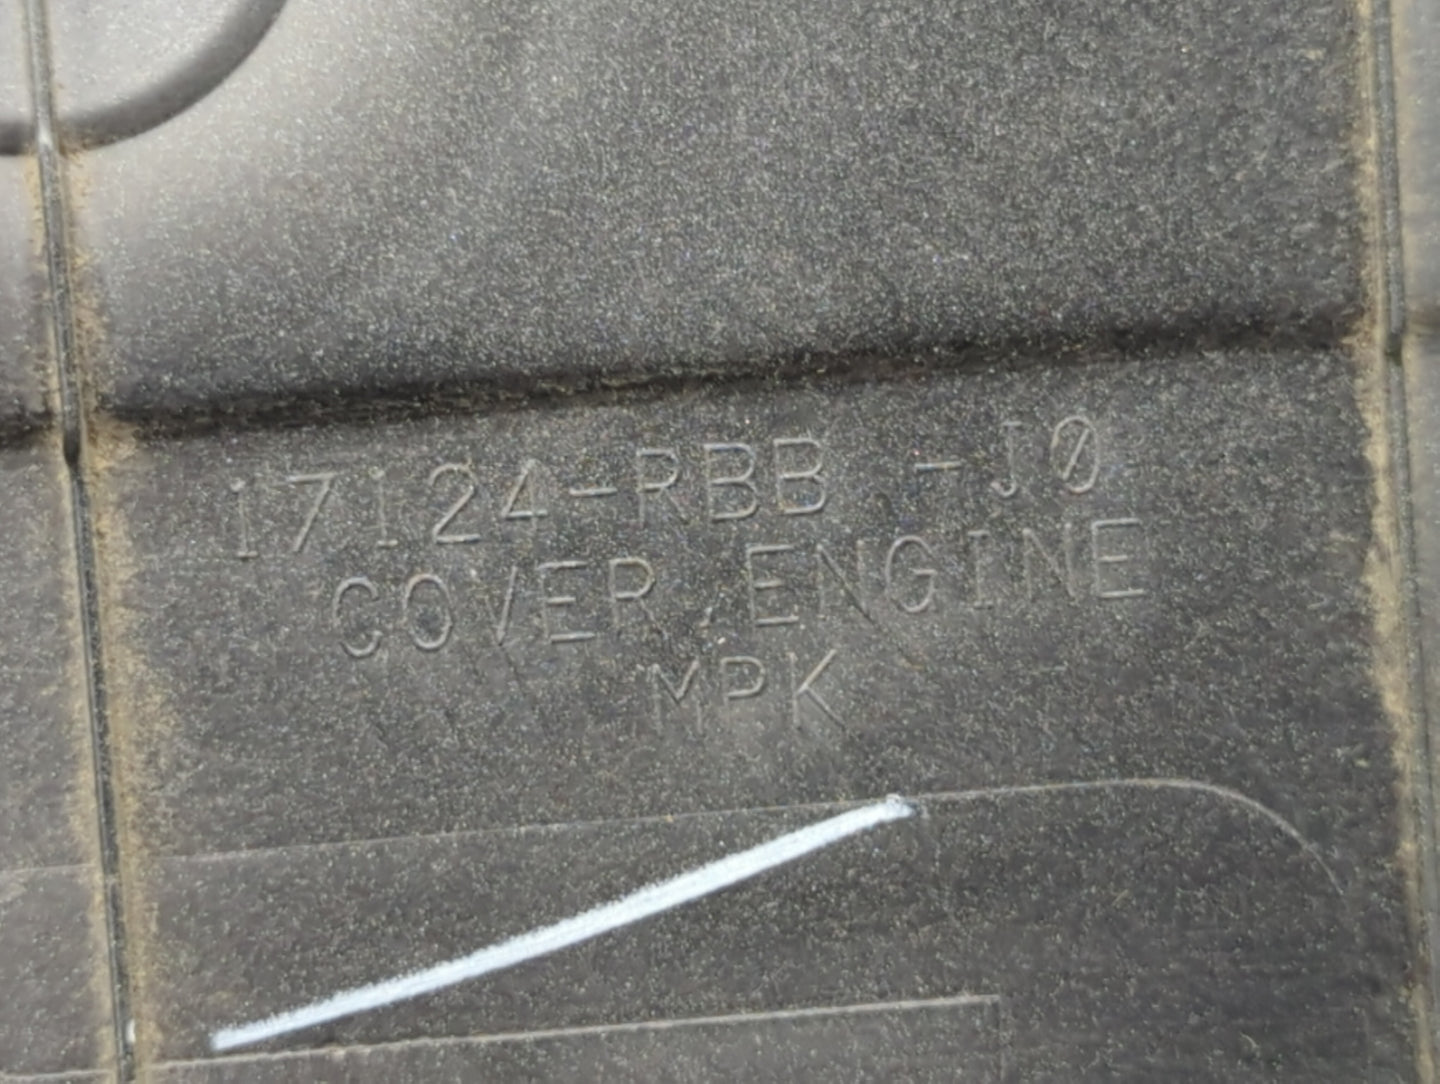 17124-RBB -J0
COVER,ENGINE
MPK